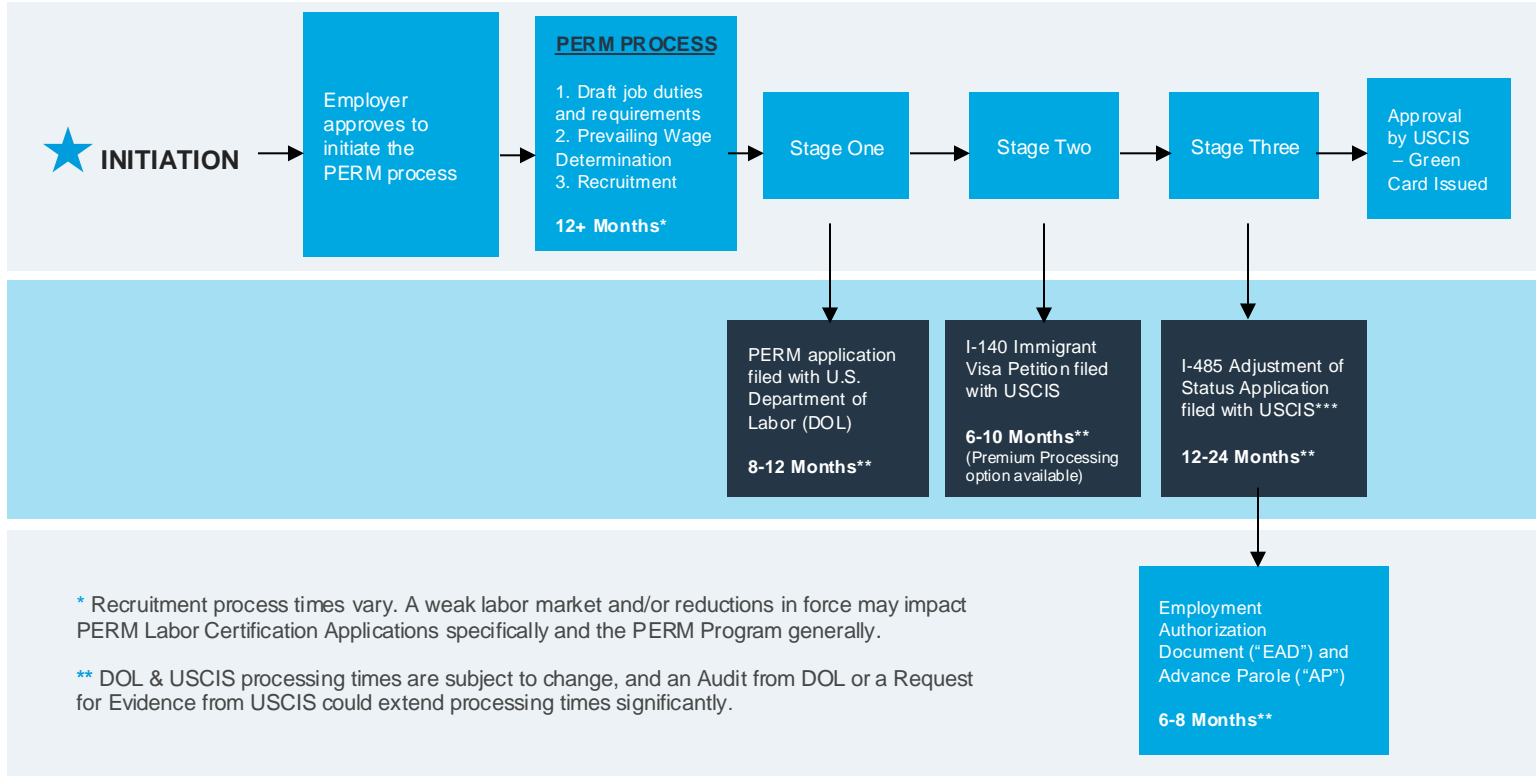 INITIATION
Employer
approves to
initiate the
PERM process
PERM PROCESS
1. Draft job duties
and requirements
2. Prevailing Wage
Determination
3. Recruitment
12+ Months*
Stage One
Stage Two
Stage Three
Approval
by USCIS
– Green
Card Issued
PERM application
filed with U.S.
Department of
Labor (DOL)
8-12 Months**
I-140 Immigrant
Visa Petition filed
with USCIS
6-10 Months**
(Premium Processing
option available)
I-485 Adjustment of
Status Application
filed with USCIS***
12-24 Months**
Employment
Authorization
Document (“EAD”) and
Advance Parole (“AP”)
6-8 Months**
* Recruitment process times vary. A weak labor market and/or reductions in force may impact
PERM Labor Certification Applications specifically and the PERM Program generally.
** DOL & USCIS processing times are subject to change, and an Audit from DOL or a Request
for Evidence from USCIS could extend processing times significantly.